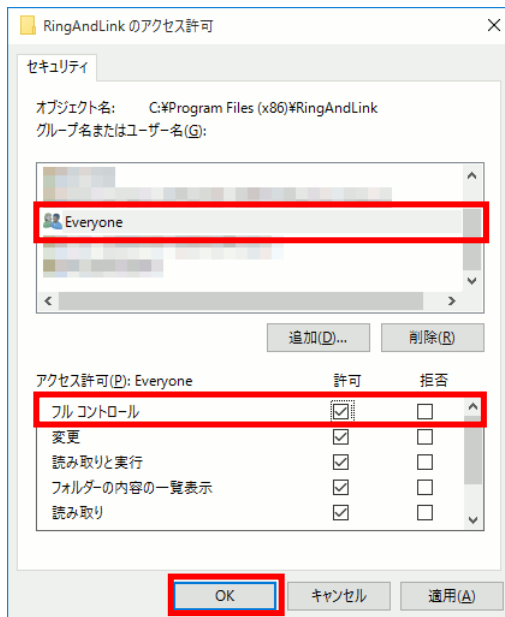 RingAndLink のアクセス許可
セキュリティ
オブジェクト名: C:¥Program Files (x86)¥RingAndLink
グループ名またはユーザー名(G):
Everyone
追加(D)... 削除(R)
アクセス許可(P): Everyone 許可 拒否
フル コントロール
変更
読み取りと実行
フォルダーの内容の一覧表示
読み取り
OK キャンセル 適用(A)